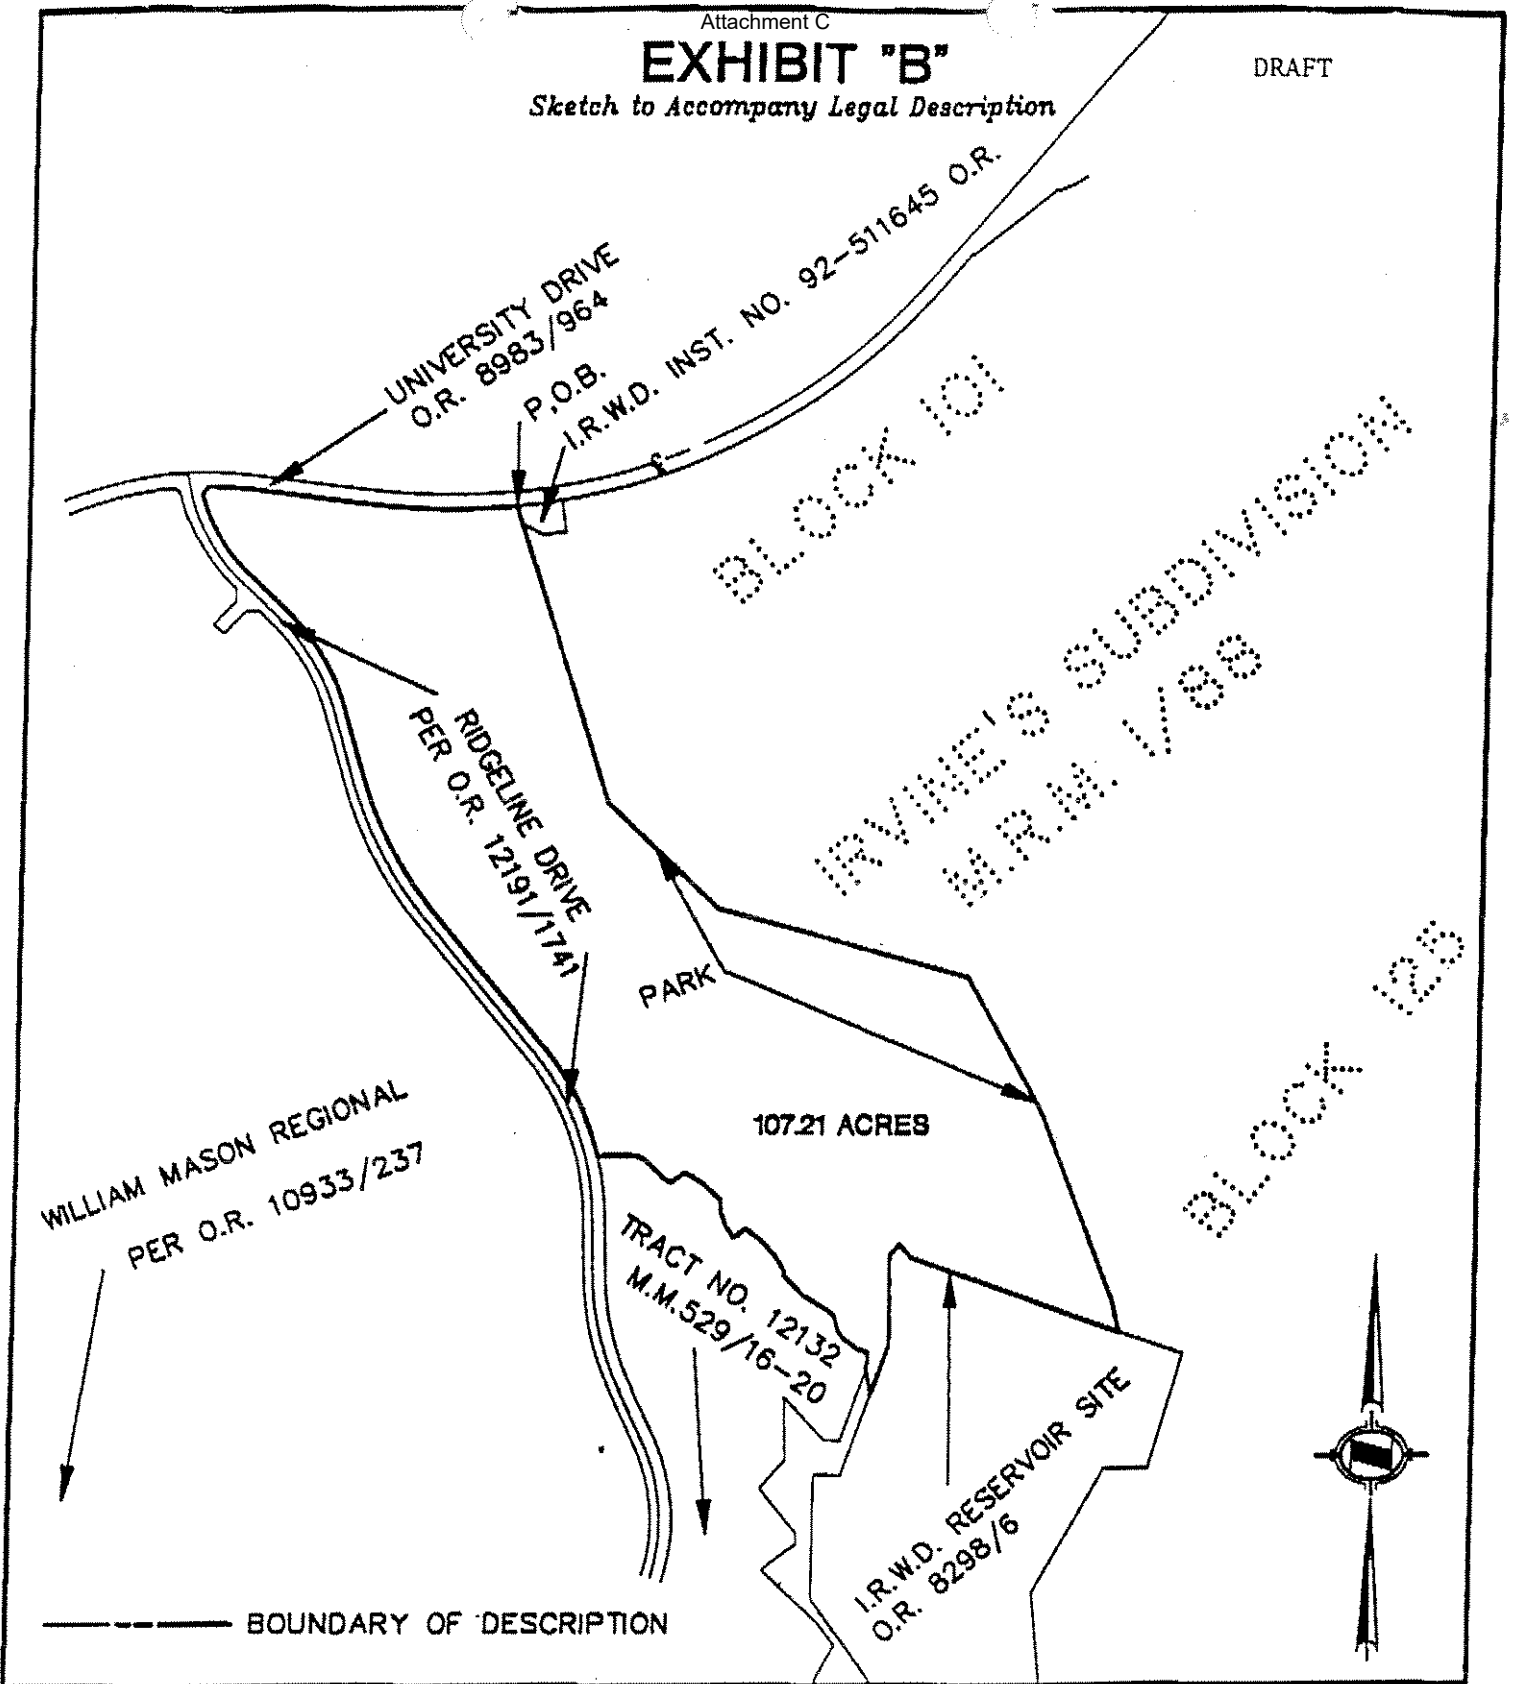 Attachment C
EXHIBIT "B"
DRAFT
Sketch to Accompany Legal Description
UNIVERSITY DRIVE
O.R. 8983/964
P.O.B.
I.R.W.D. INST. NO. 92-511645 O.R.
BLOCK 101
IRVINE'S SUBDIVISION
M.R.M. 1/88
BLOCK 125
RIDGELINE DRIVE
PER O.R. 12191/1741
PARK
107.21 ACRES
WILLIAM MASON REGIONAL
PER O.R. 10933/237
TRACT NO. 12132
M.M.529/16-20
I.R.W.D. RESERVOIR SITE
O.R. 8298/6
BOUNDARY OF DESCRIPTION